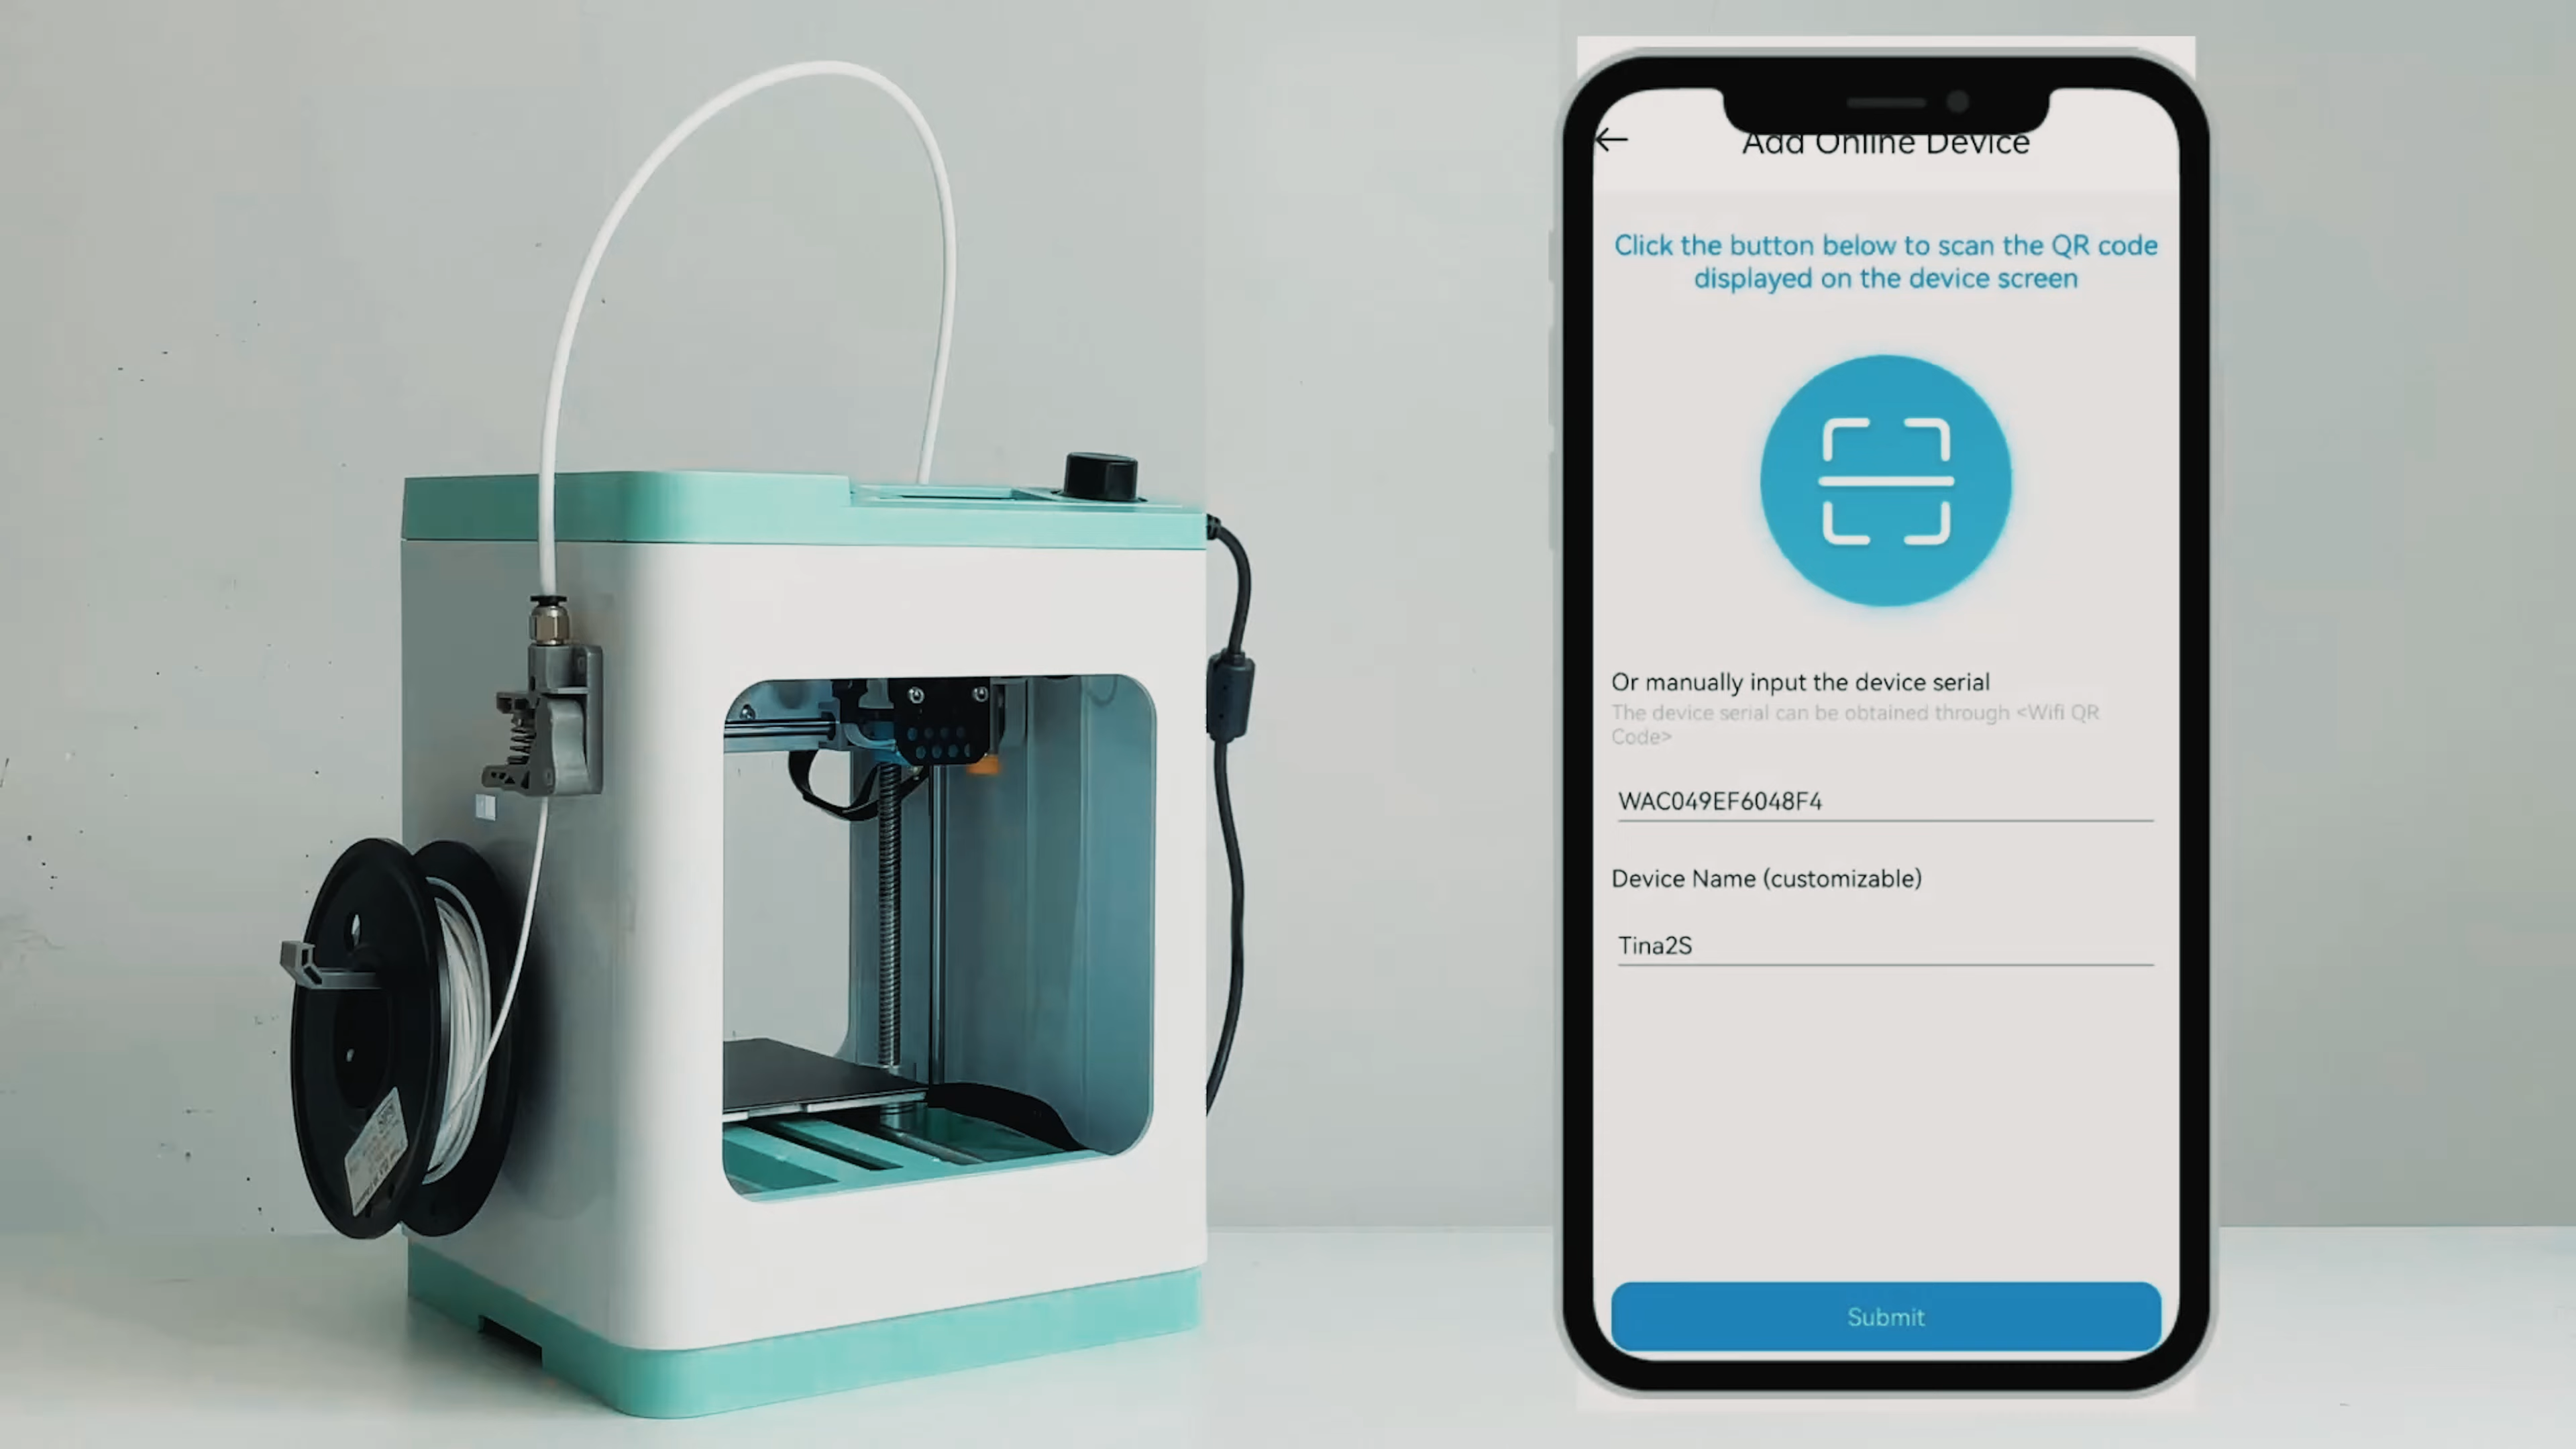 Add Online Device
Click the button below to scan the QR code
displayed on the device screen
Or manually input the device serial
The device serial can be obtained through <Wifi QR
Code>
WAC049EF6048F4
Device Name (customizable)
Tina2S
Submit